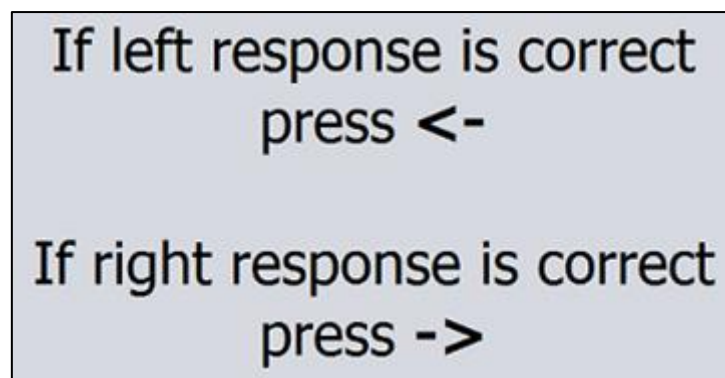 If left response is correct
press <-
If right response is correct
press ->